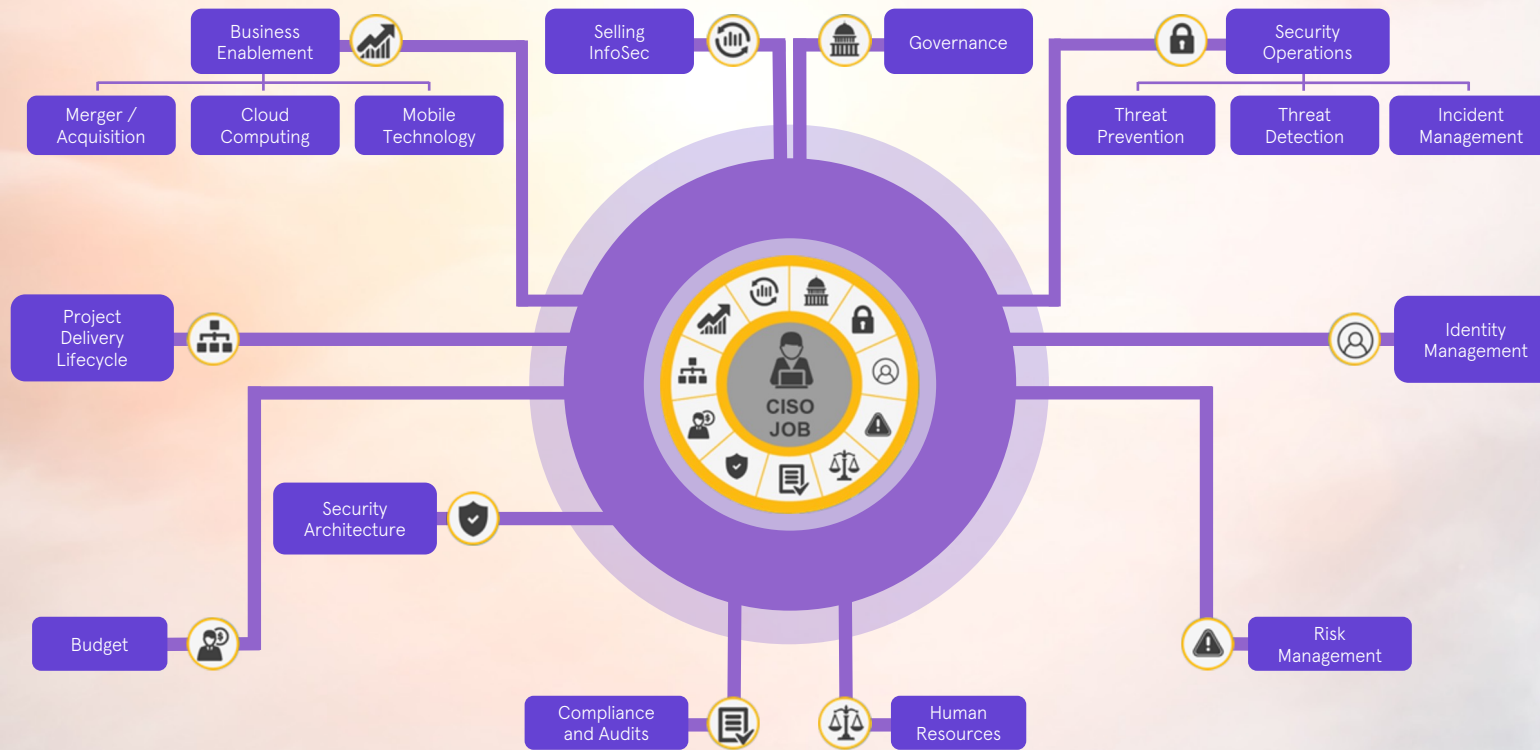 Business
Enablement
Selling
InfoSec
Governance
Security
Operations
Merger /
Acquisition
Cloud
Computing
Mobile
Technology
Threat
Prevention
Threat
Detection
Incident
Management
Project
Delivery
Lifecycle
Identity
Management
CISO
JOB
Security
Architecture
Budget
Risk
Management
Compliance
and Audits
Human
Resources